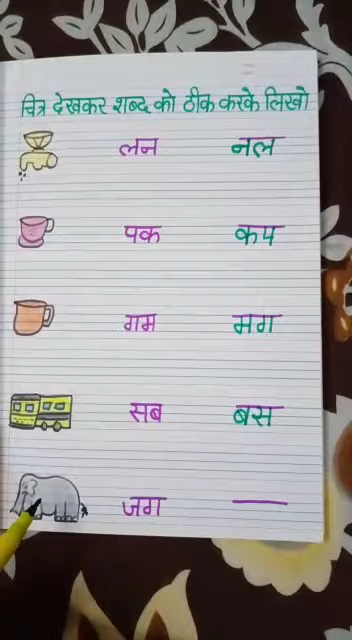 चित्र देखकर शब्द को ठीक करके लिखो
लन नल
पक कप
गम मग
सब बस
जग